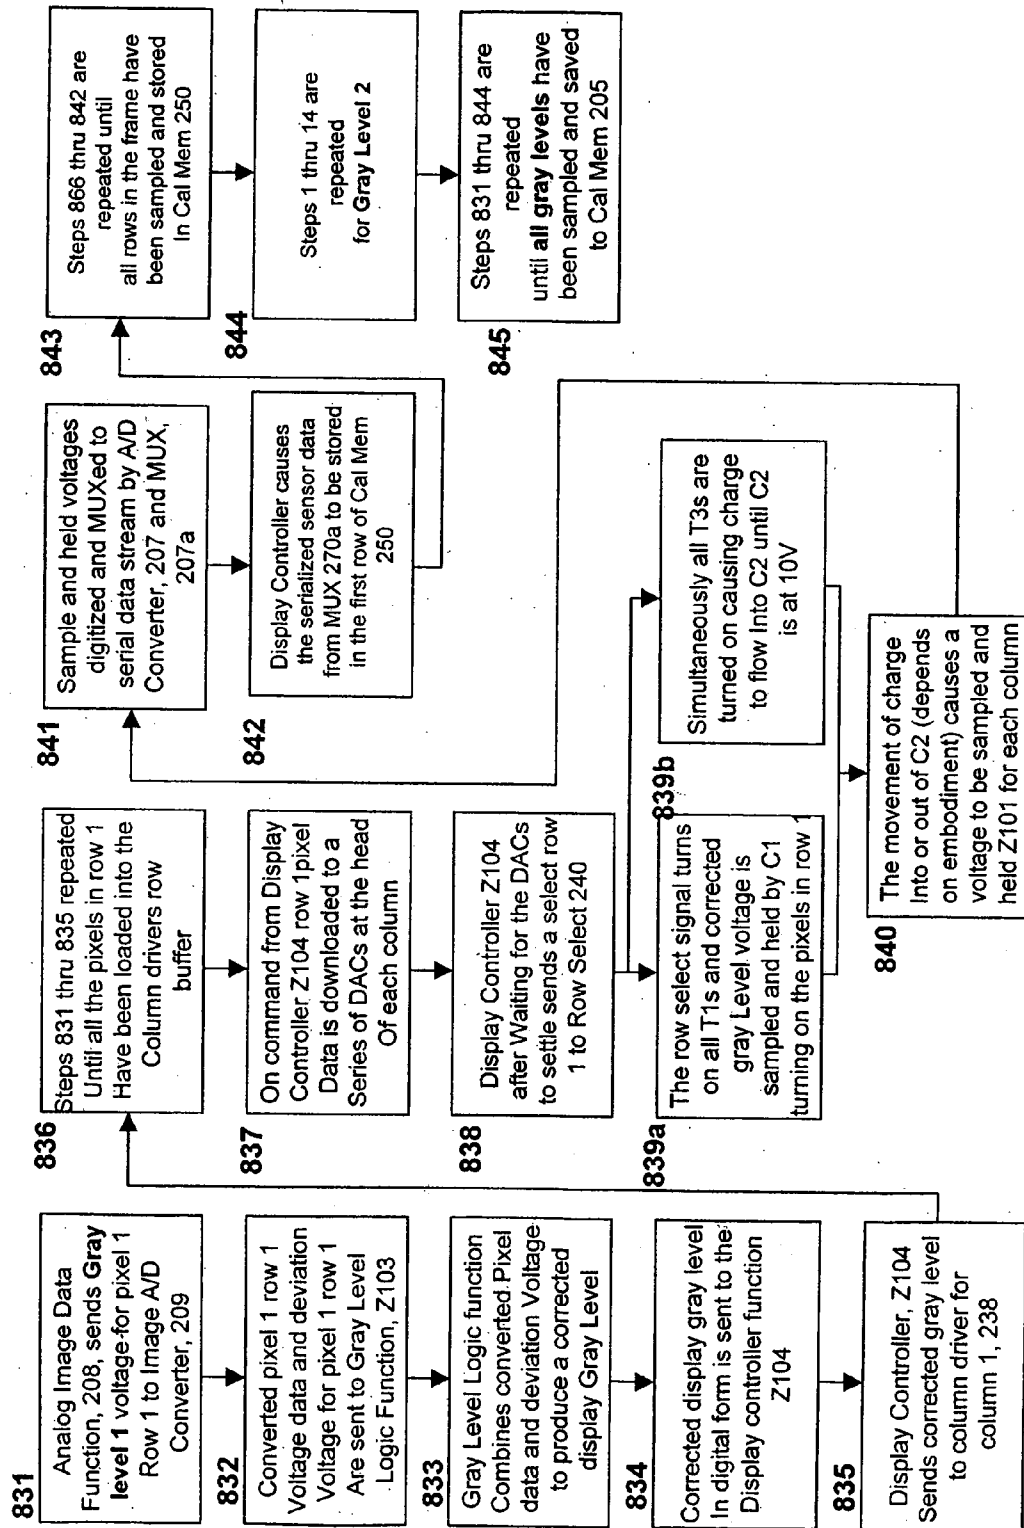 831
Analog Image Data
Function, 208, sends Gray
level 1 voltage for pixel 1
Row 1 to Image A/D
Converter, 209
832
Converted pixel 1 row 1
Voltage data and deviation
Voltage for pixel 1 row 1
Are sent to Gray Level
Logic Function, Z103
833
Gray Level Logic function
Combines converted Pixel
data and deviation Voltage
to produce a corrected
display Gray Level
834
Corrected display gray level
In digital form is sent to the
Display controller function
Z104
835
Display Controller, Z104
Sends corrected gray level
to column driver for
column 1, 238
836
Steps 831 thru 835 repeated
Until all the pixels in row 1
Have been loaded into the
Column drivers row
buffer
837
On command from Display
Controller Z104 row 1pixel
Data is downloaded to a
Series of DACs at the head
Of each column
838
Display Controller Z104
after Waiting for the DACs
to settle sends a select row
1 to Row Select 240
839a
The row select signal turns
on all T1s and corrected
gray Level voltage is
sampled and held by C1
turning on the pixels in row 1
839b
Simultaneously all T3s are
turned on causing charge
to flow Into C2 until C2
is at 10V
840
The movement of charge
Into or out of C2 (depends
on embodiment) causes a
voltage to be sampled and
held Z101 for each column
841
Sample and held voltages
digitized and MUXed to
serial data stream by A/D
Converter, 207 and MUX,
207a
842
Display Controller causes
the serialized sensor data
from MUX 270a to be stored
in the first row of Cal Mem
250
843
Steps 866 thru 842 are
repeated until
all rows in the frame have
been sampled and stored
In Cal Mem 250
844
Steps 1 thru 14 are
repeated
for Gray Level 2
845
Steps 831 thru 844 are
repeated
until all gray levels have
been sampled and saved
to Cal Mem 205